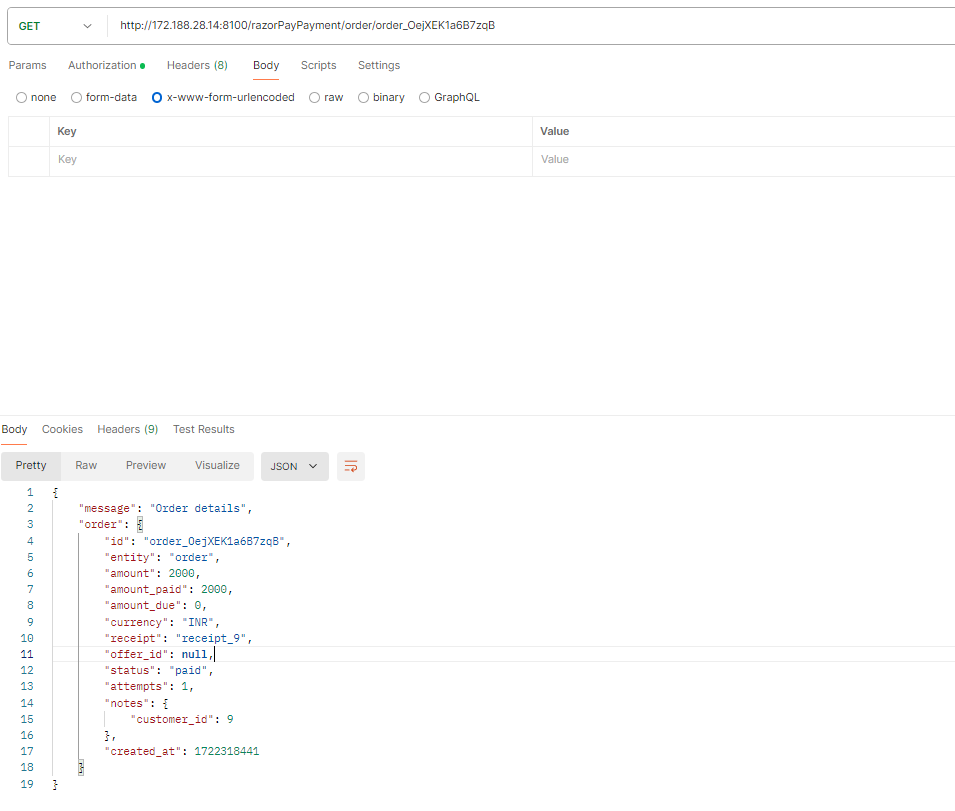 GET http://172.188.28.14:8100/razorPayPayment/order/order_OejXEK1a6B7zqB
Params Authorization Headers (8) Body Scripts Settings
none form-data x-www-form-urlencoded raw binary GraphQL
Key Value
Key Value
Body Cookies Headers (9) Test Results
Pretty Raw Preview Visualize JSON
1 {
2 "message": "Order details",
3 "order": {
4 "id": "order_OejXEK1a6B7zqB",
5 "entity": "order",
6 "amount": 2000,
7 "amount_paid": 2000,
8 "amount_due": 0,
9 "currency": "INR",
10 "receipt": "receipt_9",
11 "offer_id": null,
12 "status": "paid",
13 "attempts": 1,
14 "notes": {
15 "customer_id": 9
16 },
17 "created_at": 1722318441
18 }
19 }